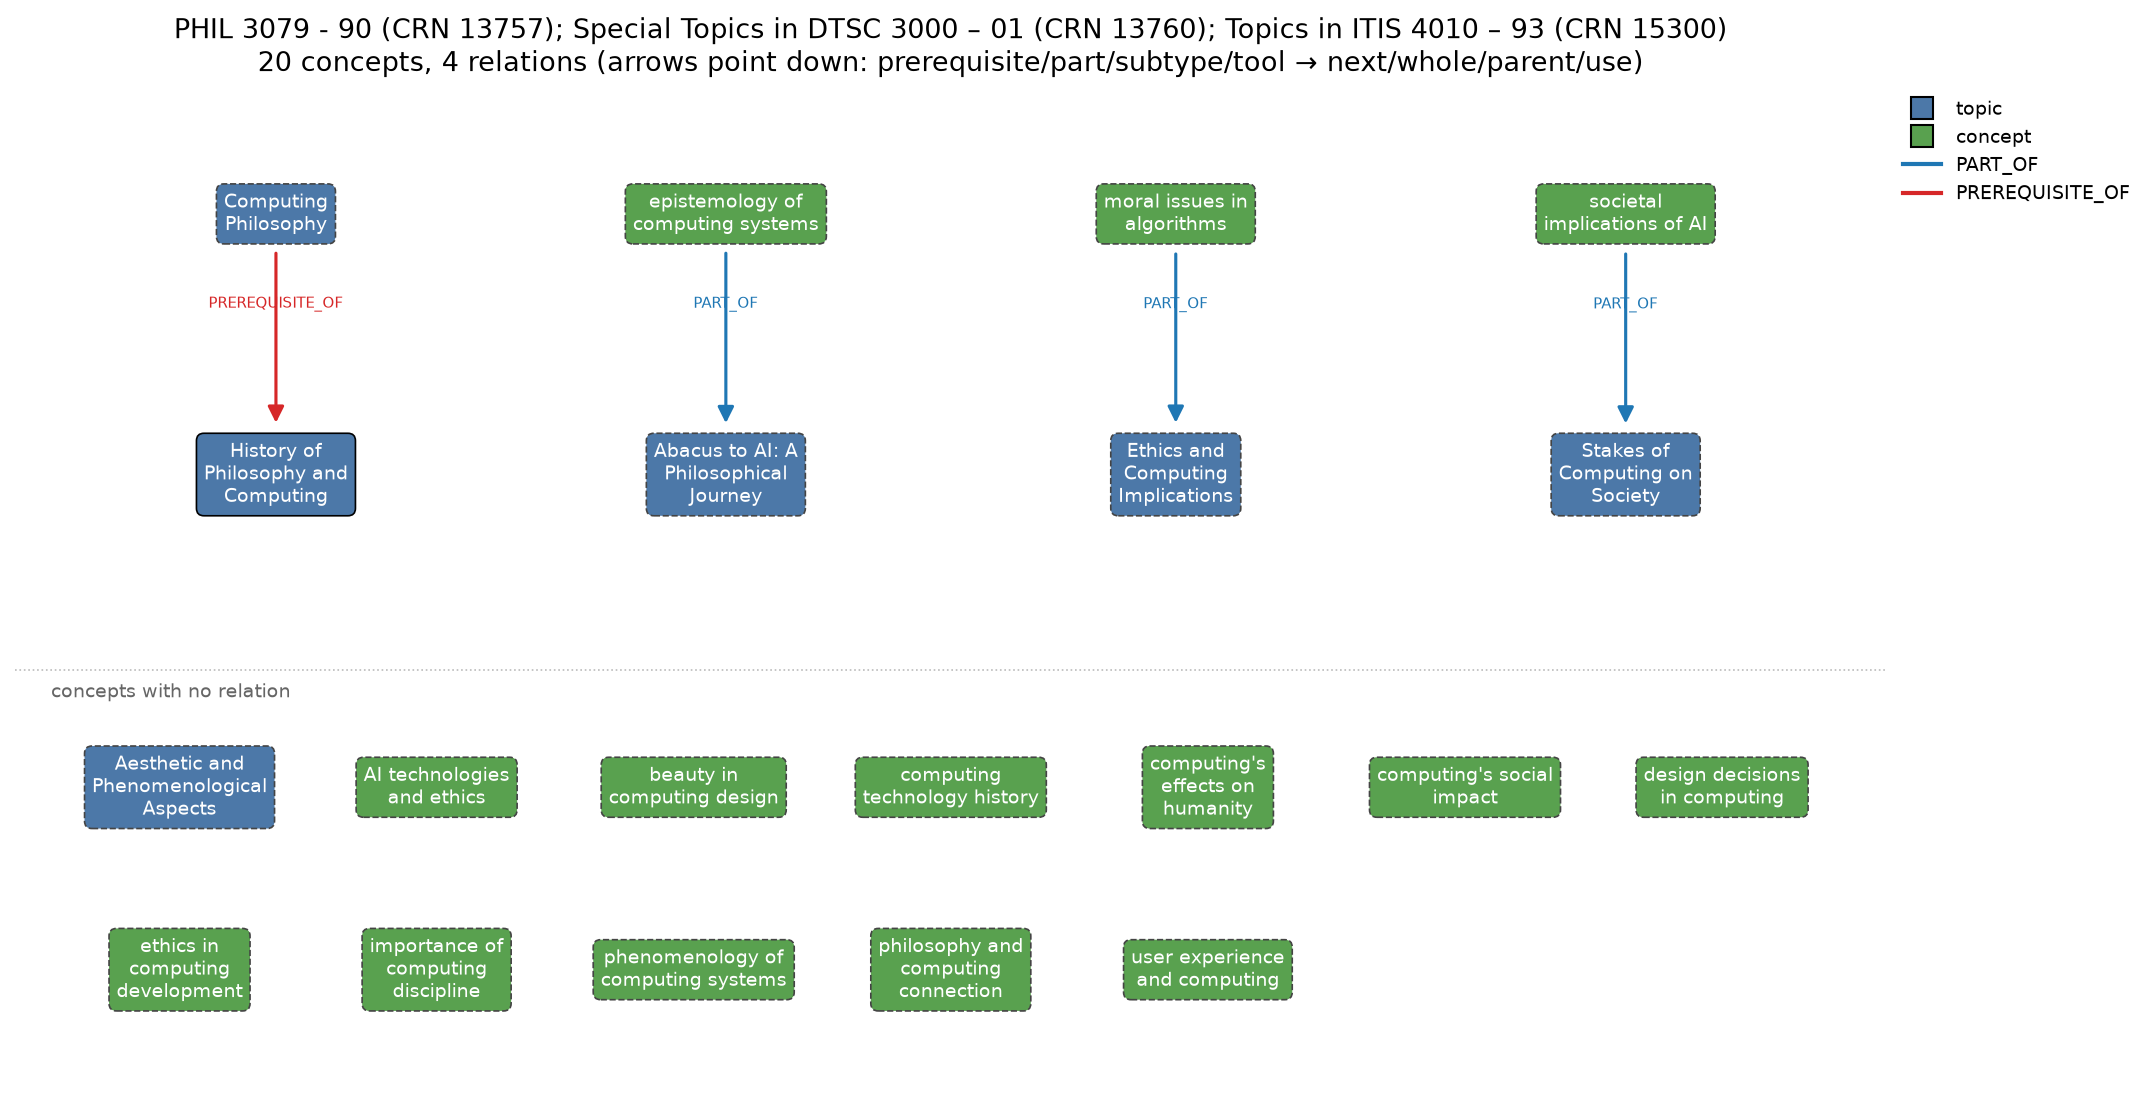 PHIL 3079 - 90 (CRN 13757); Special Topics in DTSC 3000 – 01 (CRN 13760); Topics in ITIS 4010 – 93 (CRN 15300)
20 concepts, 4 relations (arrows point down: prerequisite/part/subtype/tool → next/whole/parent/use)
topic
concept
PART_OF
PREREQUISITE_OF
Computing
Philosophy
epistemology of
computing systems
moral issues in
algorithms
societal
implications of AI
PREREQUISITE_OF
PART_OF
PART_OF
PART_OF
History of
Philosophy and
Computing
Abacus to AI: A
Philosophical
Journey
Ethics and
Computing
Implications
Stakes of
Computing on
Society
concepts with no relation
Aesthetic and
Phenomenological
Aspects
AI technologies
and ethics
beauty in
computing design
computing
technology history
computing's
effects on
humanity
computing's social
impact
design decisions
in computing
ethics in
computing
development
importance of
computing
discipline
phenomenology of
computing systems
philosophy and
computing
connection
user experience
and computing